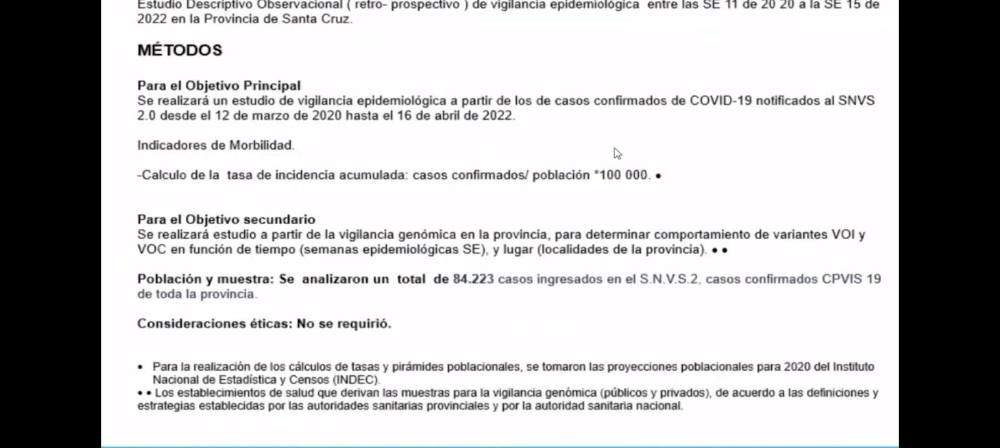 Estudio Descriptivo Observacional ( retro- prospectivo ) de vigilancia epidemiológica entre las SE 11 de 20 20 a la SE 15 de
2022 en la Provincia de Santa Cruz.
MÉTODOS
Para el Objetivo Principal
Se realizará un estudio de vigilancia epidemiológica a partir de los de casos confirmados de COVID-19 notificados al SNVS
2.0 desde el 12 de marzo de 2020 hasta el 16 de abril de 2022.
Indicadores de Morbilidad.
-Calculo de la tasa de incidencia acumulada: casos confirmados/ población *100 000. •
Para el Objetivo secundario
Se realizará estudio a partir de la vigilancia genómica en la provincia, para determinar comportamiento de variantes VOI y
VOC en función de tiempo (semanas epidemiológicas SE), y lugar (localidades de la provincia). • •
Población y muestra: Se analizaron un total de 84.223 casos ingresados en el S.N.V.S.2, casos confirmados CPVIS 19
de toda la provincia.
Consideraciones éticas: No se requirió.
• Para la realización de los cálculos de tasas y pirámides poblacionales, se tomaron las proyecciones poblacionales para 2020 del Instituto
Nacional de Estadística y Censos (INDEC).
• • Los establecimientos de salud que derivan las muestras para la vigilancia genómica (públicos y privados), de acuerdo a las definiciones y
estrategias establecidas por las autoridades sanitarias provinciales y por la autoridad sanitaria nacional.